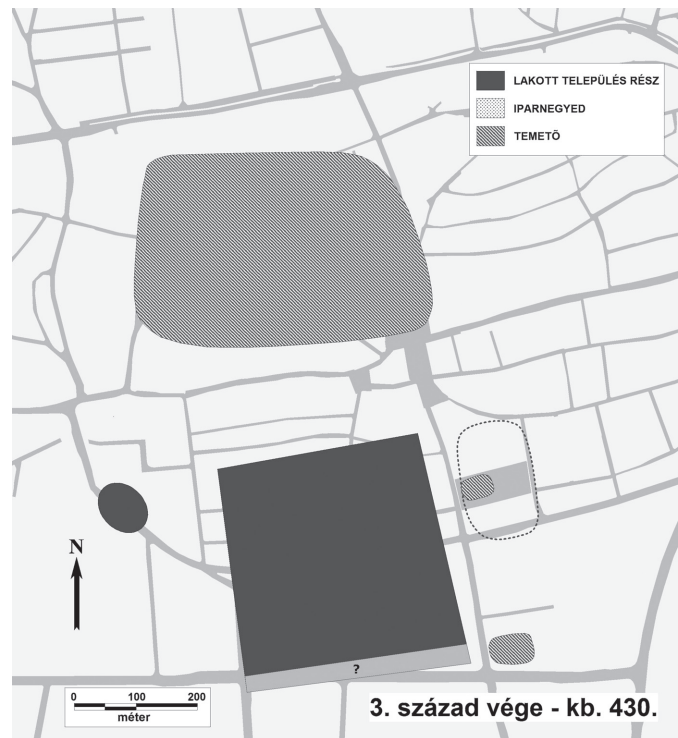 LAKOTT TELEPÜLÉS RÉSZ
IPARNEGYED
TEMETŐ
N
?
0 100 200
méter
3. század vége - kb. 430.